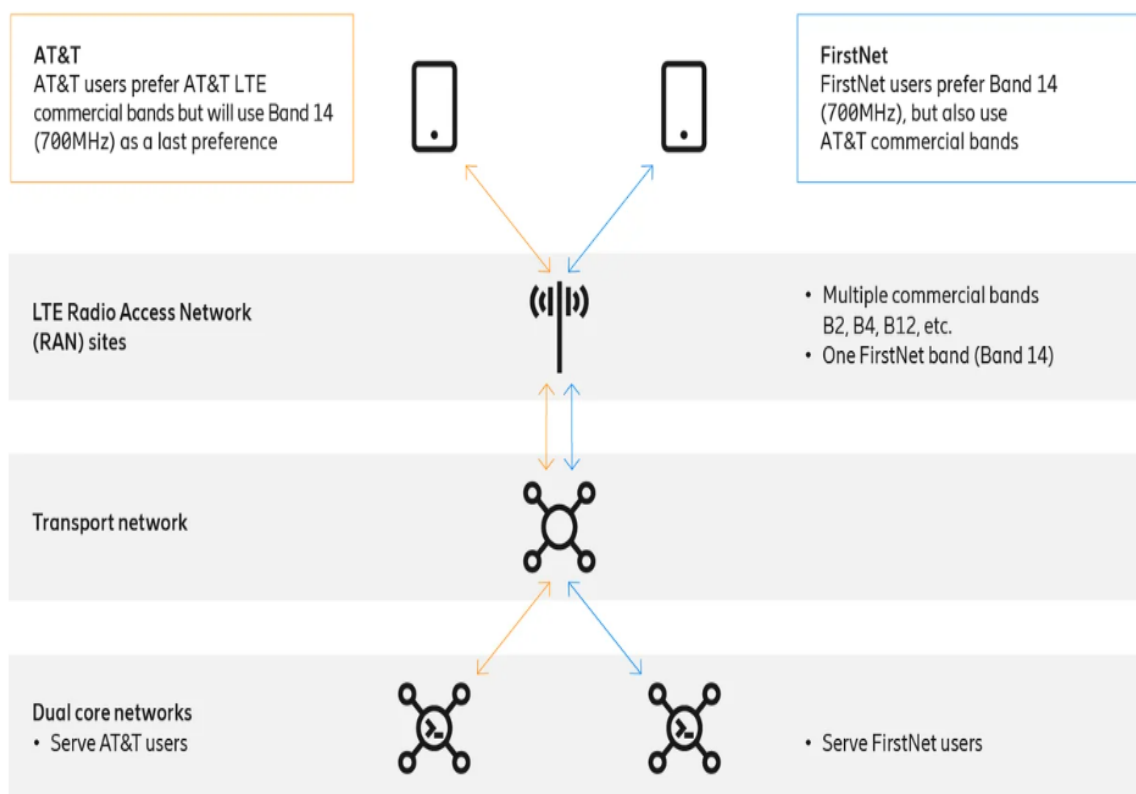 AT&T
AT&T users prefer AT&T LTE
commercial bands but will use Band 14
(700MHz) as a last preference
FirstNet
FirstNet users prefer Band 14
(700MHz), but also use
AT&T commercial bands
LTE Radio Access Network
(RAN) sites
• Multiple commercial bands
B2, B4, B12, etc.
• One FirstNet band (Band 14)
Transport network
Dual core networks
• Serve AT&T users
• Serve FirstNet users